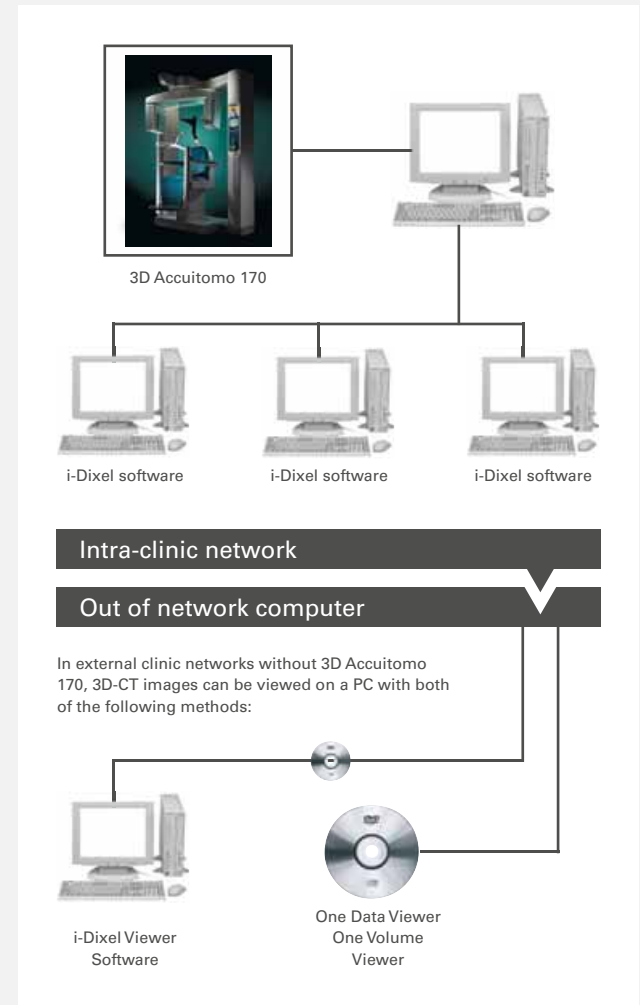 3D Accuitomo 170
i-Dixel software
i-Dixel software
i-Dixel software
Intra-clinic network
Out of network computer
In external clinic networks without 3D Accuitomo
170, 3D-CT images can be viewed on a PC with both
of the following methods:
i-Dixel Viewer
Software
One Data Viewer
One Volume
Viewer